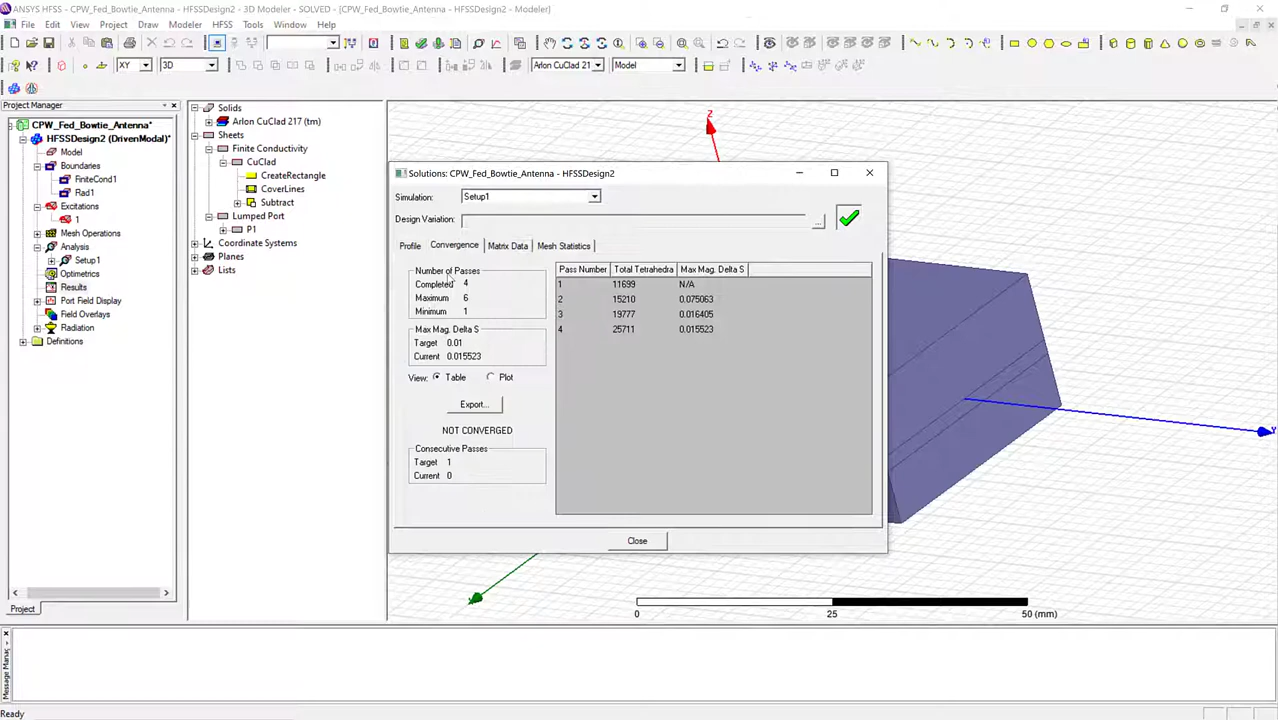 ANSYS HFSS - CPW_Fed_Bowtie_Antenna - HFSSDesign2 - 3D Modeler - SOLVED - [CPW_Fed_Bowtie_Antenna - HFSSDesign2 - Modeler]
File Edit View Project Draw Modeler HFSS Tools Window Help
XY 3D Arlon CuClad 21 Model
Project Manager
CPW_Fed_Bowtie_Antenna*
HFSSDesign2 (DrivenModal)*
Model
Boundaries
FiniteCond1
Rad1
Excitations
1
Mesh Operations
Analysis
Setup1
Optimetrics
Results
Port Field Display
Field Overlays
Radiation
Definitions
Project
Solids
Arlon CuClad 217 (tm)
Sheets
Finite Conductivity
CuClad
CreateRectangle
CoverLines
Subtract
Lumped Port
P1
Coordinate Systems
Planes
Lists
Solutions: CPW_Fed_Bowtie_Antenna - HFSSDesign2
Simulation: Setup1
Design Variation: ...
Profile Convergence Matrix Data Mesh Statistics
Number of Passes
Completed 4
Maximum 6
Minimum 1
Max Mag. Delta S
Target 0.01
Current 0.015523
View: Table Plot
Export...
NOT CONVERGED
Consecutive Passes
Target 1
Current 0
Pass Number Total Tetrahedra Max Mag. Delta S
1 11699 N/A
2 15210 0.075063
3 19777 0.016405
4 25711 0.015523
Close
Z
0 25 50 (mm)
Ready